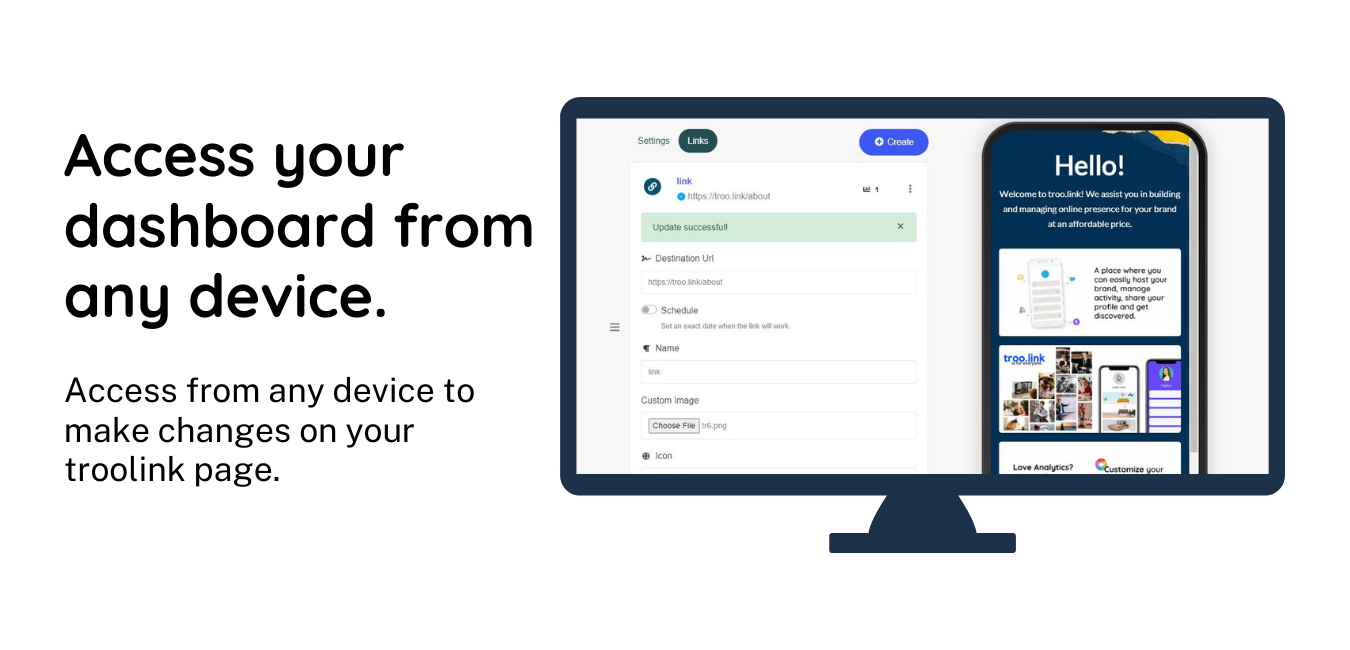 Access your
dashboard from
any device.
Access from any device to
make changes on your
troolink page.
Settings
Links
Create
link
https://troo.link/about
1
Update successful!
Destination Url
https://troo.link/about
Schedule
Set an exact date when the link will work.
Name
link
Custom Image
Choose File tr6.png
Icon
Hello!
Welcome to troo.link! We assist you in building
and managing online presence for your brand
at an affordable price.
A place where you
can easily host your
brand, manage
activity, share your
profile and get
discovered.
troo.link
is for everyone
Love Analytics?
Customize your